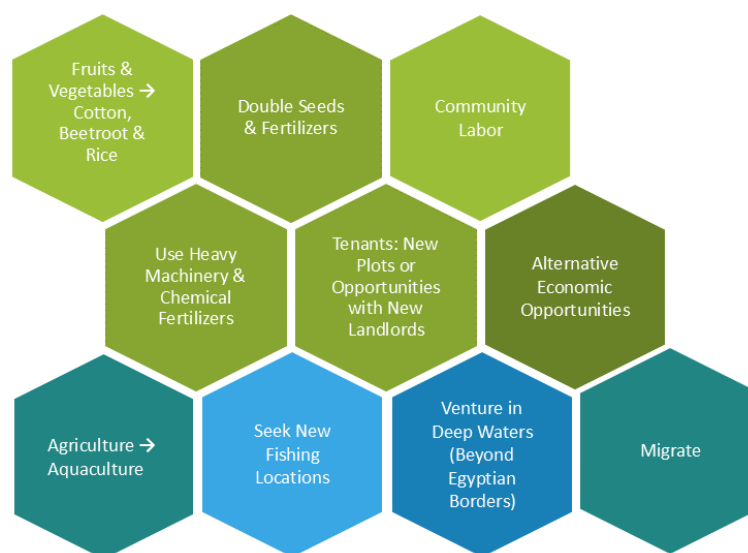 Fruits &
Vegetables →
Cotton,
Beetroot &
Rice
Double Seeds
& Fertilizers
Community
Labor
Use Heavy
Machinery &
Chemical
Fertilizers
Tenants: New
Plots or
Opportunities
with New
Landlords
Alternative
Economic
Opportunities
Agriculture →
Aquaculture
Seek New
Fishing
Locations
Venture in
Deep Waters
(Beyond
Egyptian
Borders)
Migrate